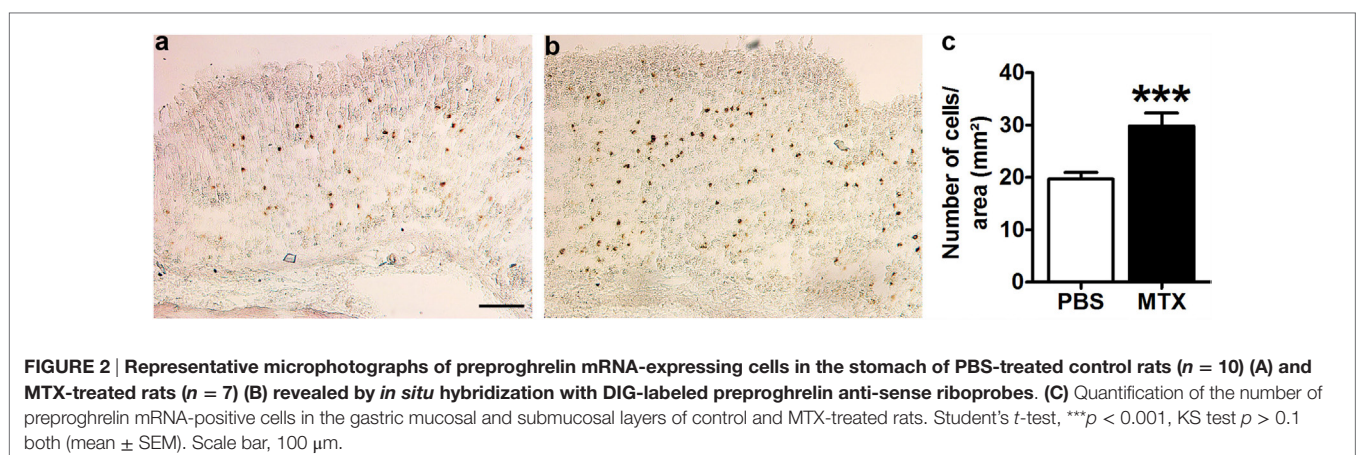 a
b
c
Number of cells/
area (mm²)
40
30
20
10
0
***
PBS
MTX
FIGURE 2 | Representative microphotographs of preproghrelin mRNA-expressing cells in the stomach of PBS-treated control rats (n = 10) (A) and
MTX-treated rats (n = 7) (B) revealed by in situ hybridization with DIG-labeled preproghrelin anti-sense riboprobes. (C) Quantification of the number of
preproghrelin mRNA-positive cells in the gastric mucosal and submucosal layers of control and MTX-treated rats. Student's t-test, ***p < 0.001, KS test p > 0.1
both (mean ± SEM). Scale bar, 100 μm.